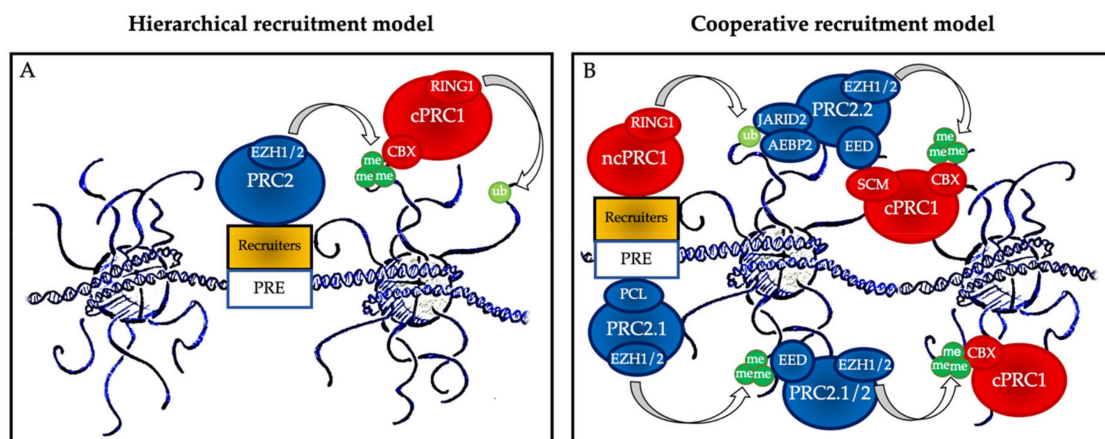 Hierarchical recruitment model
Cooperative recruitment model
A
RING1
cPRC1
EZH1/2
PRC2
CBX
me
me me
ub
Recruiters
PRE
B
EZH1/2
PRC2.2
RING1
JARID2
ub
AEBP2
EED
ncPRC1
me
me me
SCM
CBX
cPRC1
Recruiters
PRE
PCL
PRC2.1
EZH1/2
me
me me
EED
EZH1/2
PRC2.1/2
me
me me
CBX
cPRC1